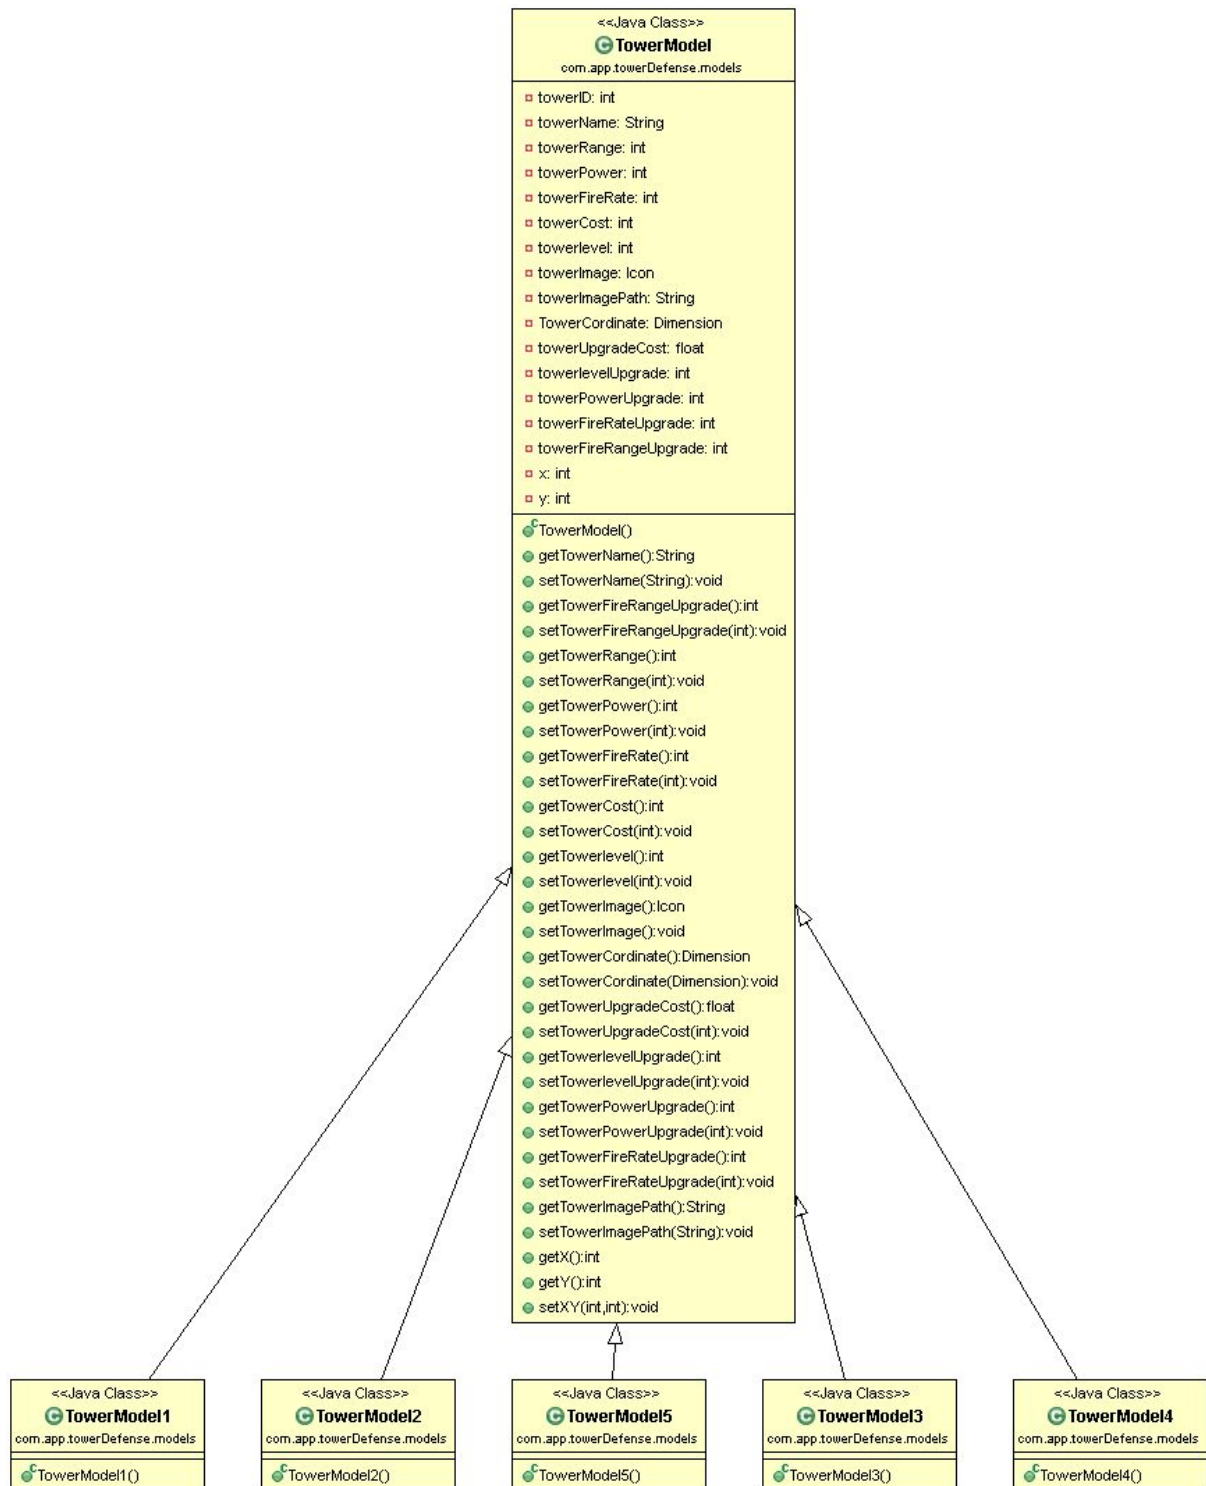 <<Java Class>>
TowerModel
com.app.towerDefense.models
towerID: int
towerName: String
towerRange: int
towerPower: int
towerFireRate: int
towerCost: int
towerlevel: int
towerImage: Icon
towerImagePath: String
TowerCordinate: Dimension
towerUpgradeCost: float
towerlevelUpgrade: int
towerPowerUpgrade: int
towerFireRateUpgrade: int
towerFireRangeUpgrade: int
x: int
y: int
TowerModel()
getTowerName():String
setTowerName(String):void
getTowerFireRangeUpgrade():int
setTowerFireRangeUpgrade(int):void
getTowerRange():int
setTowerRange(int):void
getTowerPower():int
setTowerPower(int):void
getTowerFireRate():int
setTowerFireRate(int):void
getTowerCost():int
setTowerCost(int):void
getTowerlevel():int
setTowerlevel(int):void
getTowerImage():Icon
setTowerImage():void
getTowerCordinate():Dimension
setTowerCordinate(Dimension):void
getTowerUpgradeCost():float
setTowerUpgradeCost(int):void
getTowerlevelUpgrade():int
setTowerlevelUpgrade(int):void
getTowerPowerUpgrade():int
setTowerPowerUpgrade(int):void
getTowerFireRateUpgrade():int
setTowerFireRateUpgrade(int):void
getTowerImagePath():String
setTowerImagePath(String):void
getX():int
getY():int
setXY(int,int):void
<<Java Class>>
TowerModel1
com.app.towerDefense.models
TowerModel1()
<<Java Class>>
TowerModel2
com.app.towerDefense.models
TowerModel2()
<<Java Class>>
TowerModel5
com.app.towerDefense.models
TowerModel5()
<<Java Class>>
TowerModel3
com.app.towerDefense.models
TowerModel3()
<<Java Class>>
TowerModel4
com.app.towerDefense.models
TowerModel4()